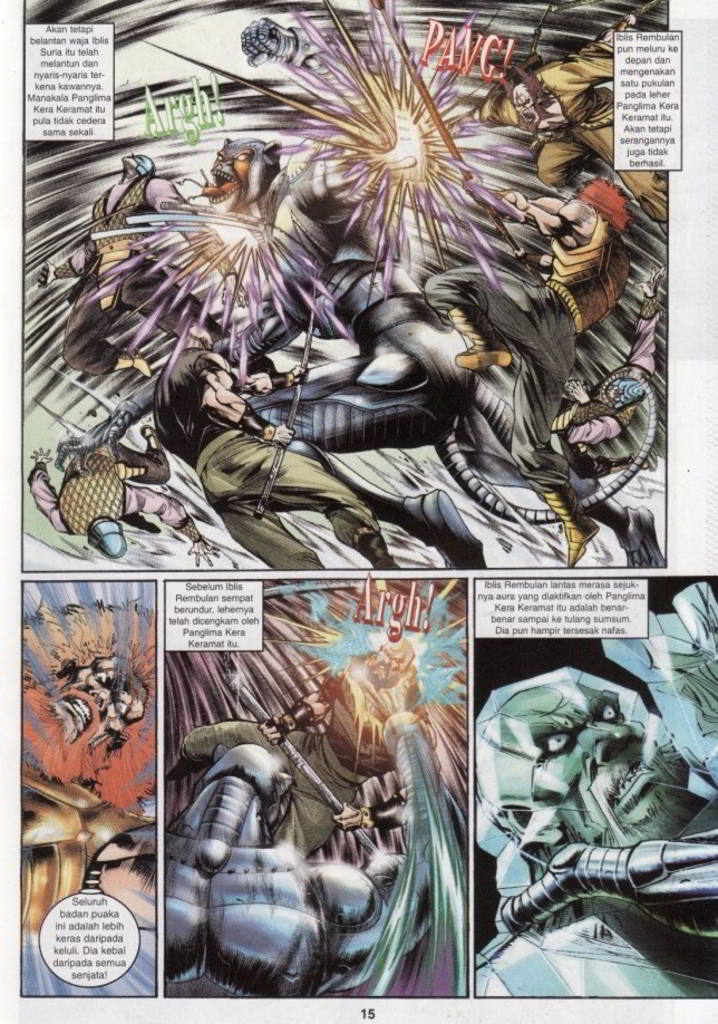 Akan tetapi
belantan waja Iblis
Suria itu telah
melantun dan
nyaris-nyaris ter-
kena kawannya.
Manakala Panglima
Kera Keramat itu
pula tidak cedera
sama sekali.
Argh!
PANG!
Iblis Rembulan
pun meluru ke
depan dan
mengenakan
satu pukulan
pada leher
Panglima Kera
Keramat itu.
Akan tetapi
serangannya
juga tidak
berhasil.
Seluruh
badan puaka
ini adalah lebih
keras daripada
keluli. Dia kebal
daripada semua
senjata!
Sebelum Iblis
Rembulan sempat
berundur, lehernya
telah dicengkam oleh
Panglima Kera
Keramat itu.
Argh!
Iblis Rembulan lantas merasa sejuk-
nya aura yang diaktifkan oleh Panglima
Kera Keramat itu adalah benar-
benar sampai ke tulang sumsum.
Dia pun hampir tersesak nafas.
15